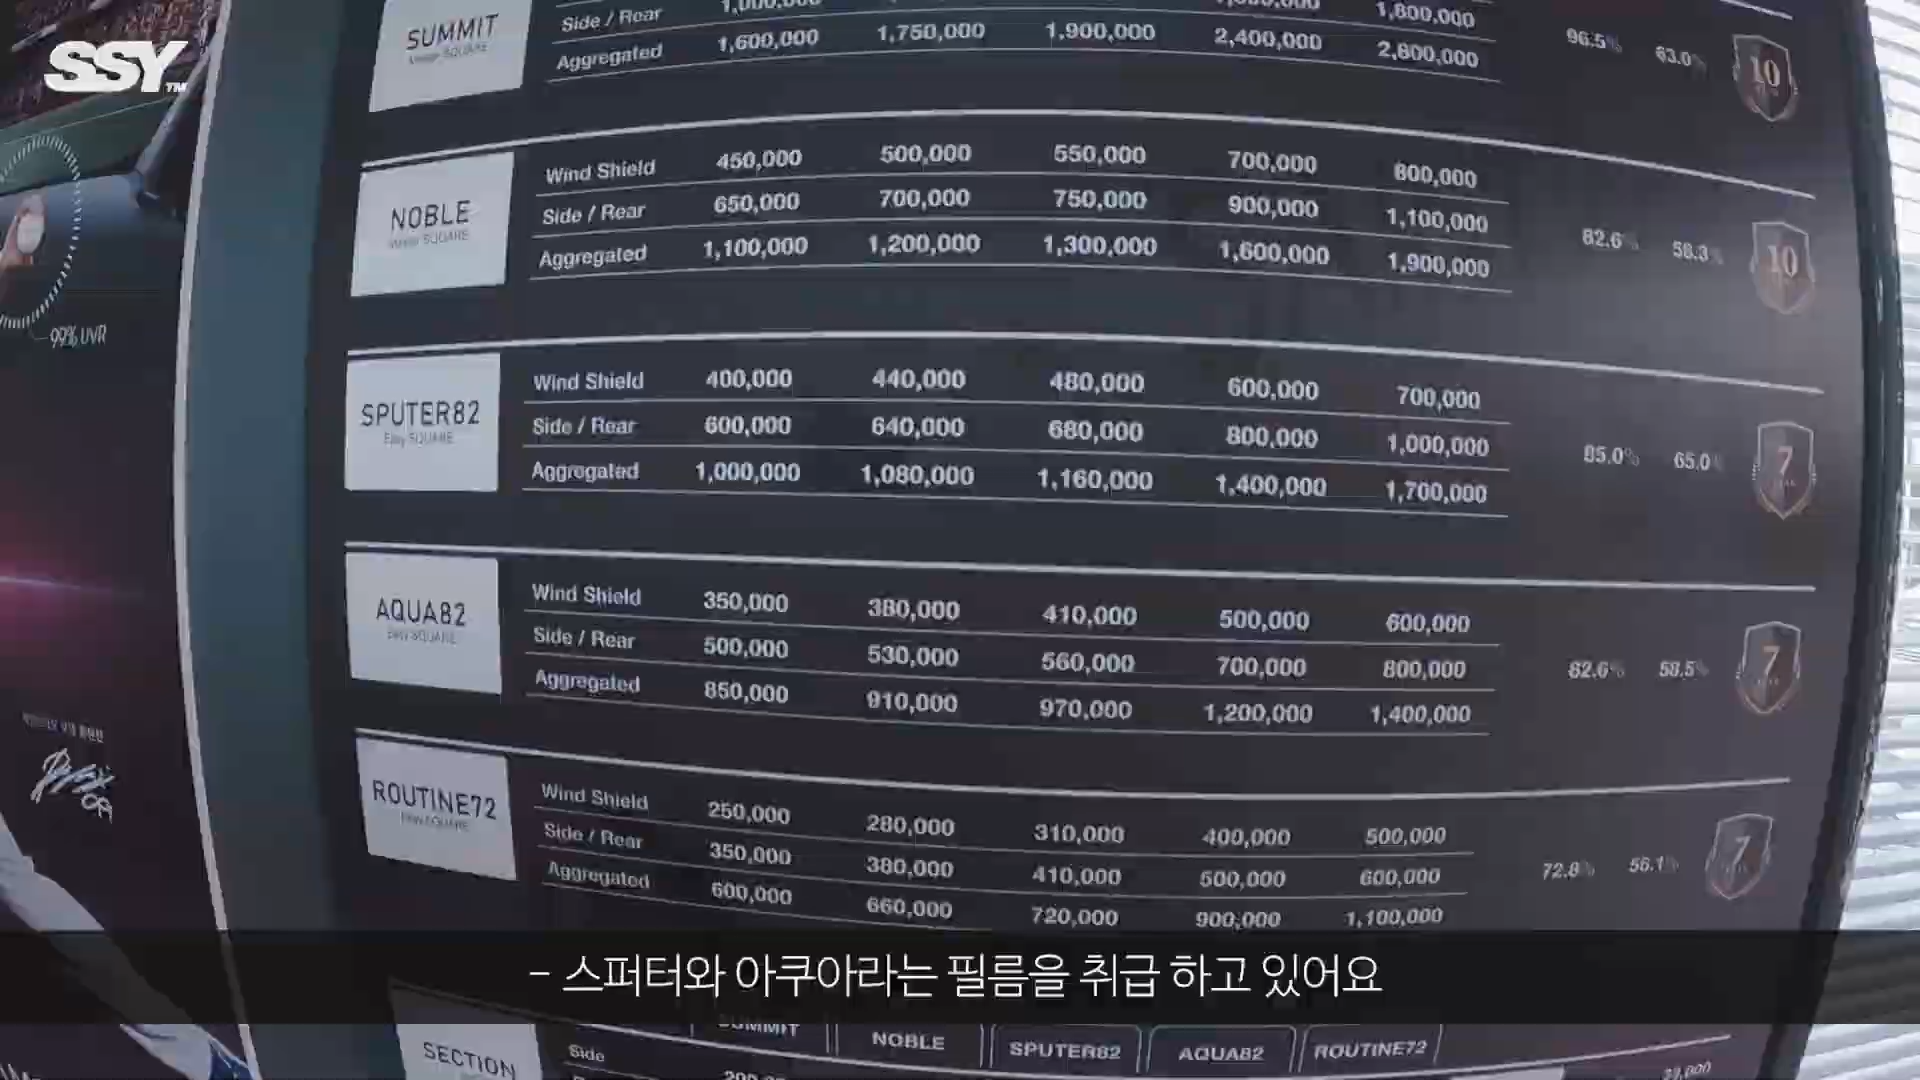 SSY™
SUMMIT
Side / Rear 1,800,000
Aggregated 1,600,000 1,750,000 1,900,000 2,400,000 2,800,000
96.5% 63.0%
10
NOBLE
SQUARE
Wind Shield 450,000 500,000 550,000 700,000 800,000
Side / Rear 650,000 700,000 750,000 900,000 1,100,000
Aggregated 1,100,000 1,200,000 1,300,000 1,600,000 1,900,000
82.6% 58.3%
10
99% UVR
SPUTER82
Easy SQUARE
Wind Shield 400,000 440,000 480,000 600,000 700,000
Side / Rear 600,000 640,000 680,000 800,000 1,000,000
Aggregated 1,000,000 1,080,000 1,160,000 1,400,000 1,700,000
85.0% 65.0%
7
AQUA82
Easy SQUARE
Wind Shield 350,000 380,000 410,000 500,000 600,000
Side / Rear 500,000 530,000 560,000 700,000 800,000
Aggregated 850,000 910,000 970,000 1,200,000 1,400,000
82.6% 58.5%
7
ROUTINE72
Easy SQUARE
Wind Shield 250,000 280,000 310,000 400,000 500,000
Side / Rear 350,000 380,000 410,000 500,000 600,000
Aggregated 600,000 660,000 720,000 900,000 1,100,000
72.8% 56.1%
7
- 스퍼터와 아쿠아라는 필름을 취급 하고 있어요
SECTION
SUMMIT NOBLE SPUTER82 AQUA82 ROUTINE72
Side